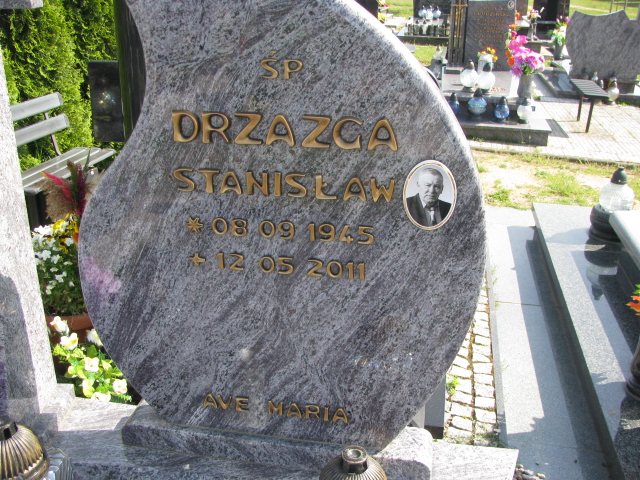 ŚP
DRZAZGA
STANISŁAW
* 08 09 1945
+ 12 05 2011
AVE MARIA